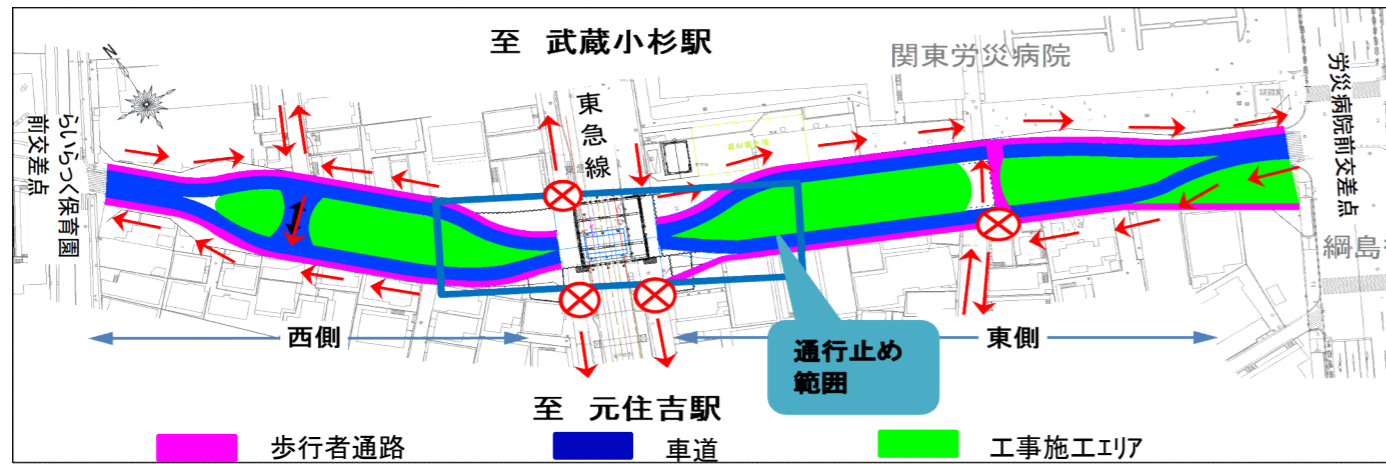 至 武蔵小杉駅
関東労災病院
N
東急線
らいらっく保育園
前交差点
労災病院前交差点
綱島
西側
東側
通行止め
範囲
至 元住吉駅
歩行者通路
車道
工事施工エリア